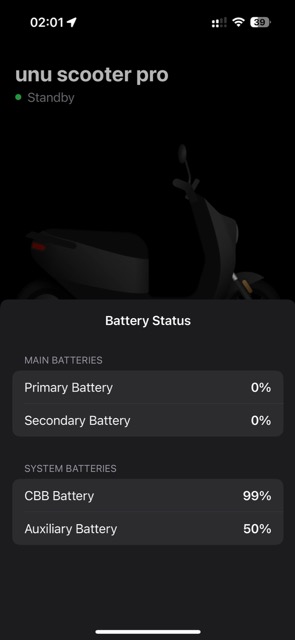 02:01
39
unu scooter pro
Standby
Battery Status
MAIN BATTERIES
Primary Battery 0%
Secondary Battery 0%
SYSTEM BATTERIES
CBB Battery 99%
Auxiliary Battery 50%